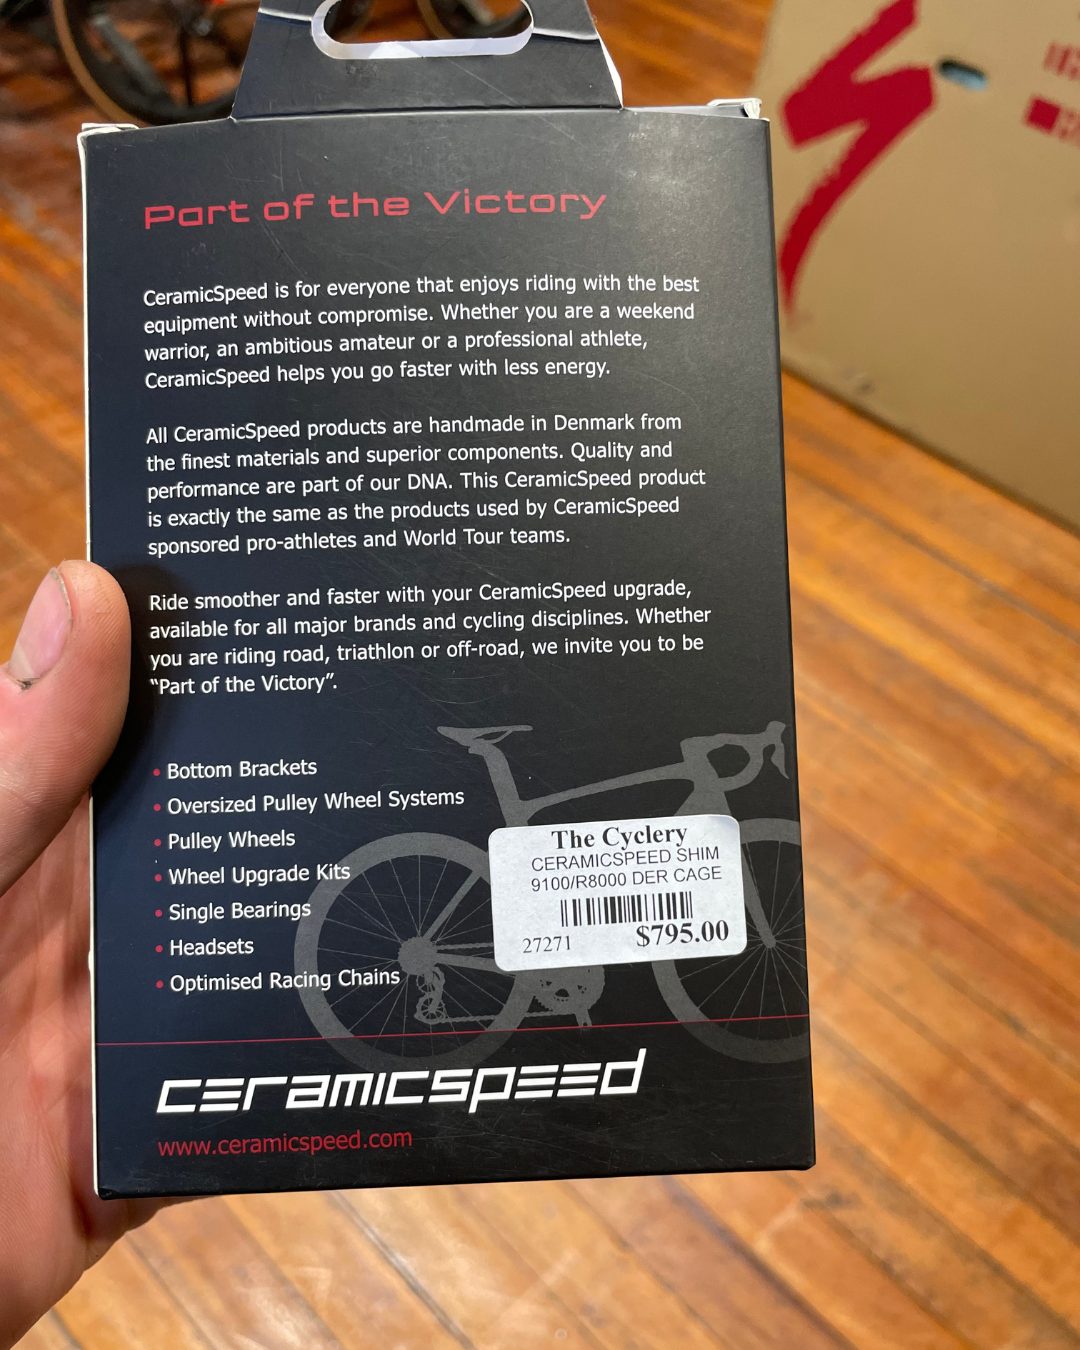 Part of the Victory
CeramicSpeed is for everyone that enjoys riding with the best
equipment without compromise. Whether you are a weekend
warrior, an ambitious amateur or a professional athlete,
CeramicSpeed helps you go faster with less energy.
All CeramicSpeed products are handmade in Denmark from
the finest materials and superior components. Quality and
performance are part of our DNA. This CeramicSpeed product
is exactly the same as the products used by CeramicSpeed
sponsored pro-athletes and World Tour teams.
Ride smoother and faster with your CeramicSpeed upgrade,
available for all major brands and cycling disciplines. Whether
you are riding road, triathlon or off-road, we invite you to be
“Part of the Victory”.
• Bottom Brackets
• Oversized Pulley Wheel Systems
• Pulley Wheels
• Wheel Upgrade Kits
• Single Bearings
• Headsets
• Optimised Racing Chains
The Cyclery
CERAMICSPEED SHIM
9100/R8000 DER CAGE
27271 $795.00
ceramicspeed
www.ceramicspeed.com